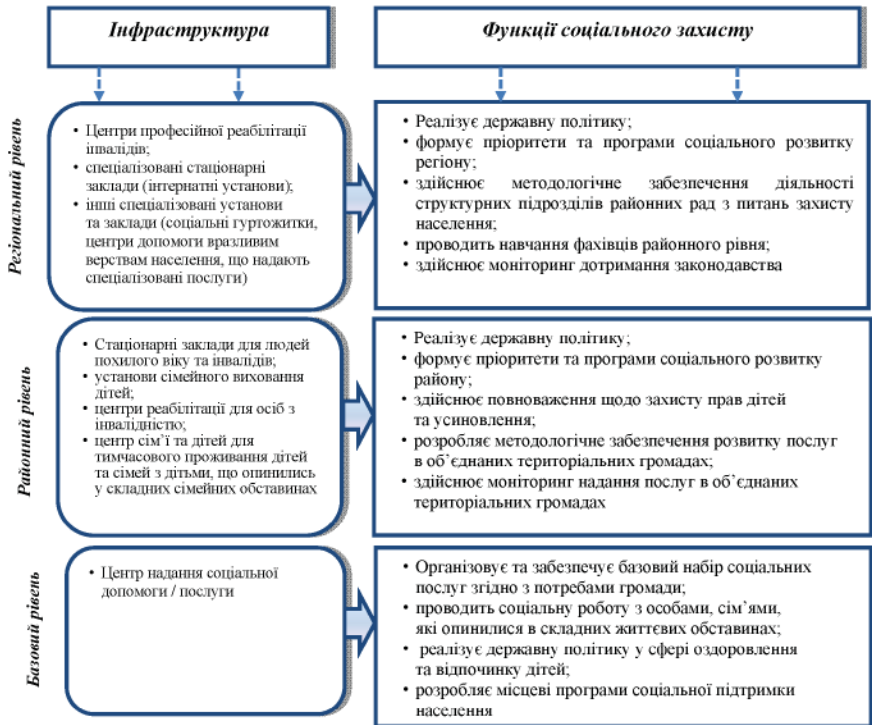 Інфраструктура
Функції соціального захисту
Регіональний рівень
• Центри професійної реабілітації
інвалідів;
• спеціалізовані стаціонарні
заклади (інтернатні установи);
• інші спеціалізовані установи
та заклади (соціальні гуртожитки,
центри допомоги вразливим
верствам населення, що надають
спеціалізовані послуги)
• Реалізує державну політику;
• формує пріоритети та програми соціального розвитку
регіону;
• здійснює методологічне забезпечення діяльності
структурних підрозділів районних рад з питань захисту
населення;
• проводить навчання фахівців районного рівня;
• здійснює моніторинг дотримання законодавства
Районний рівень
• Стаціонарні заклади для людей
похилого віку та інвалідів;
• установи сімейного виховання
дітей;
• центри реабілітації для осіб з
інвалідністю;
• центр сім’ї та дітей для
тимчасового проживання дітей
та сімей з дітьми, що опинились
у складних сімейних обставинах
• Реалізує державну політику;
• формує пріоритети та програми соціального розвитку
району;
• здійснює повноваження щодо захисту прав дітей
та усиновлення;
• розробляє методологічне забезпечення розвитку послуг
в об’єднаних територіальних громадах;
• здійснює моніторинг надання послуг в об’єднаних
територіальних громадах
Базовий рівень
• Центр надання соціальної
допомоги / послуги
• Організовує та забезпечує базовий набір соціальних
послуг згідно з потребами громади;
• проводить соціальну роботу з особами, сім’ями,
які опинилися в складних життєвих обставинах;
• реалізує державну політику у сфері оздоровлення
та відпочинку дітей;
• розробляє місцеві програми соціальної підтримки
населення